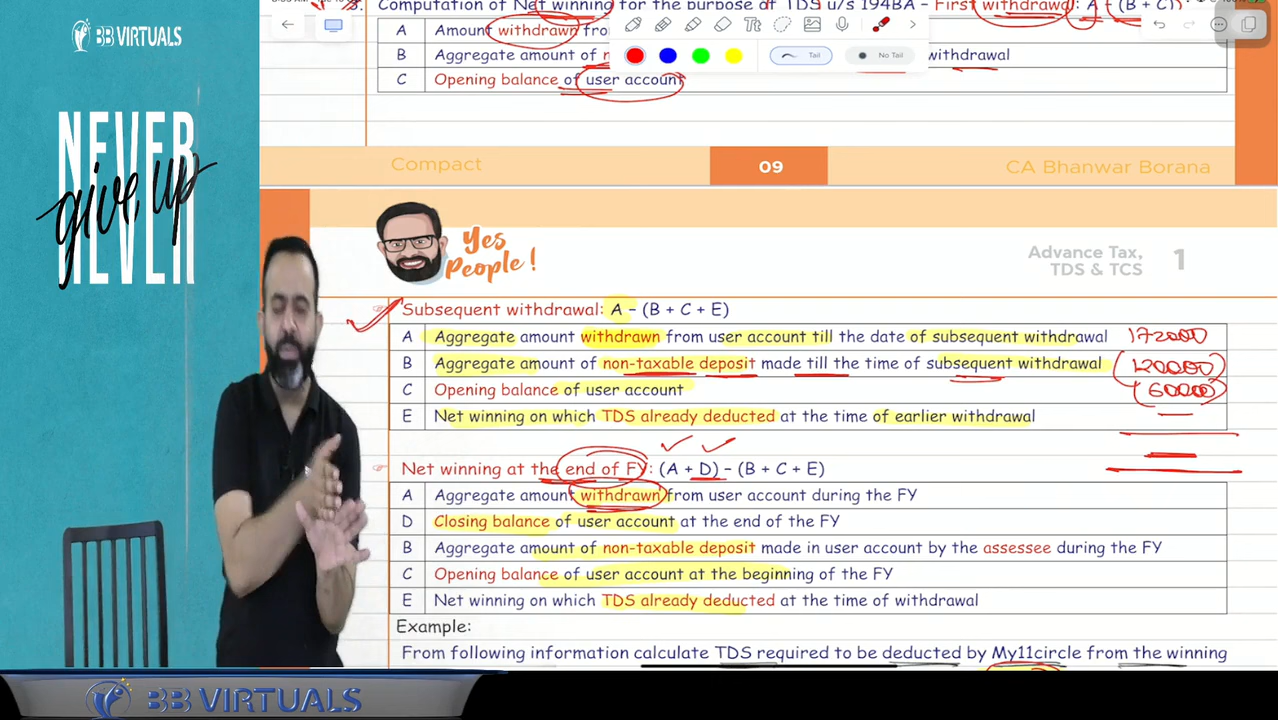 BB VIRTUALS
NEVER
give up
NEVER
Computation of Net winning for the purpose of TDS u/s 194BA – First withdrawal: A – (B + C)
A Amount withdrawn from
B Aggregate amount of withdrawal
C Opening balance of user account
Tail
No Tail
Compact 09 CA Bhanwar Borana
Yes
People!
Advance Tax,
TDS & TCS 1
Subsequent withdrawal: A – (B + C + E)
A Aggregate amount withdrawn from user account till the date of subsequent withdrawal 172000
B Aggregate amount of non-taxable deposit made till the time of subsequent withdrawal (120000)
C Opening balance of user account (60000)
E Net winning on which TDS already deducted at the time of earlier withdrawal —
Net winning at the end of FY: (A + D) – (B + C + E)
A Aggregate amount withdrawn from user account during the FY
D Closing balance of user account at the end of the FY
B Aggregate amount of non-taxable deposit made in user account by the assessee during the FY
C Opening balance of user account at the beginning of the FY
E Net winning on which TDS already deducted at the time of withdrawal
Example:
From following information calculate TDS required to be deducted by My11circle from the winning
BB VIRTUALS